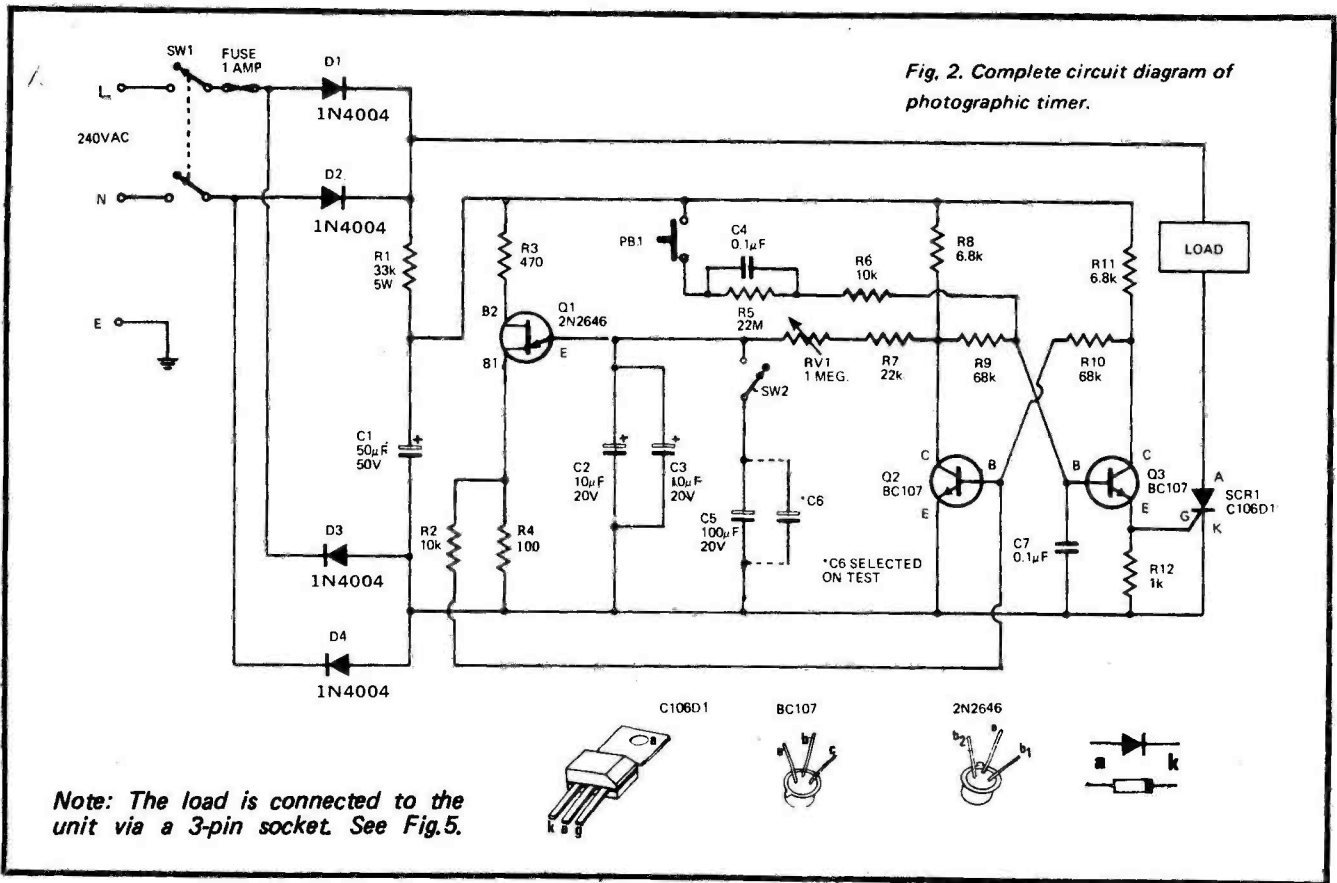 Fig. 2. Complete circuit diagram of
photographic timer.
SW1
FUSE
1 AMP
D1
1N4004
L
240VAC
N
E
D2
1N4004
R1
33k
5W
R3
470
B2
Q1
2N2646
E
B1
PB1
C4
0.1µF
R5
22M
R6
10k
RV1
1 MEG.
R7
22k
R8
6.8k
R9
68k
R10
68k
R11
6.8k
LOAD
SW2
C1
50µF
50V
+
C2
10µF
20V
+
C3
10µF
20V
+
C5
100µF
20V
*C6
*C6 SELECTED
ON TEST
C
Q2
BC107
B
E
C
B
Q3
BC107
E
C7
0.1µF
R12
1k
A
G
K
SCR1
C106D1
R2
10k
R4
100
D3
1N4004
D4
1N4004
C106D1
a
k a g
BC107
e
b
c
2N2646
b2
b1
a
k
Note: The load is connected to the
unit via a 3-pin socket. See Fig.5.